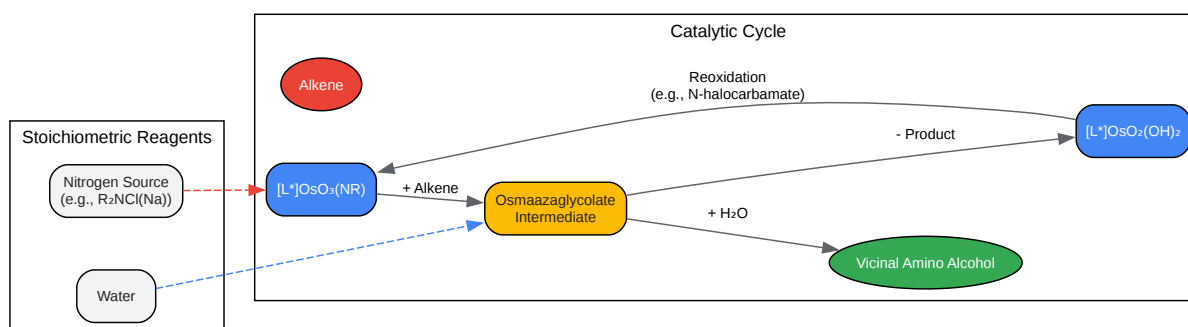 Catalytic Cycle
Alkene
Reoxidation
(e.g., N-halocarbamate)
[L*]OsO₂(OH)₂
- Product
Stoichiometric Reagents
Nitrogen Source
(e.g., R₂NCl(Na))
[L*]OsO₃(NR)
+ Alkene
Osmaazaglycolate
Intermediate
+ H₂O
Vicinal Amino Alcohol
Water